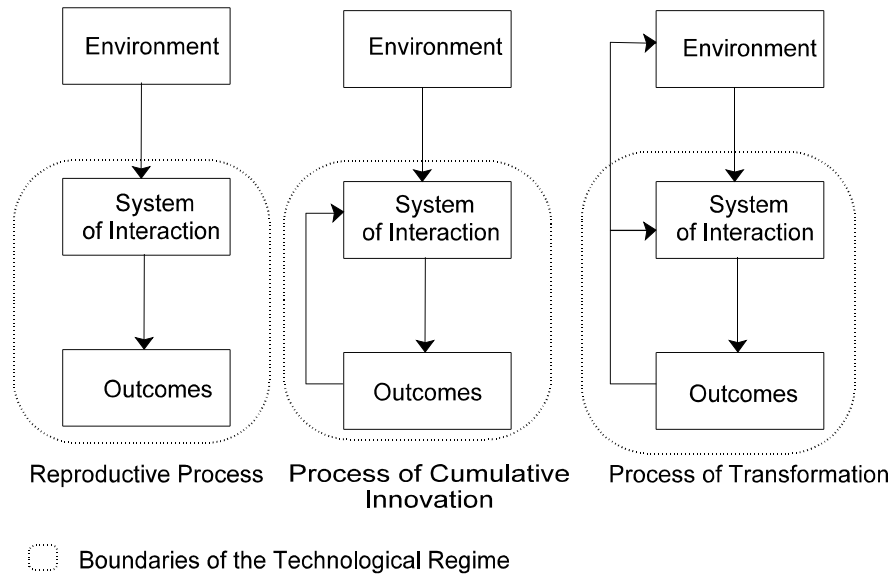 Environment
System
of Interaction
Outcomes
Reproductive Process
Environment
System
of Interaction
Outcomes
Process of Cumulative
Innovation
Environment
System
of Interaction
Outcomes
Process of Transformation
Boundaries of the Technological Regime